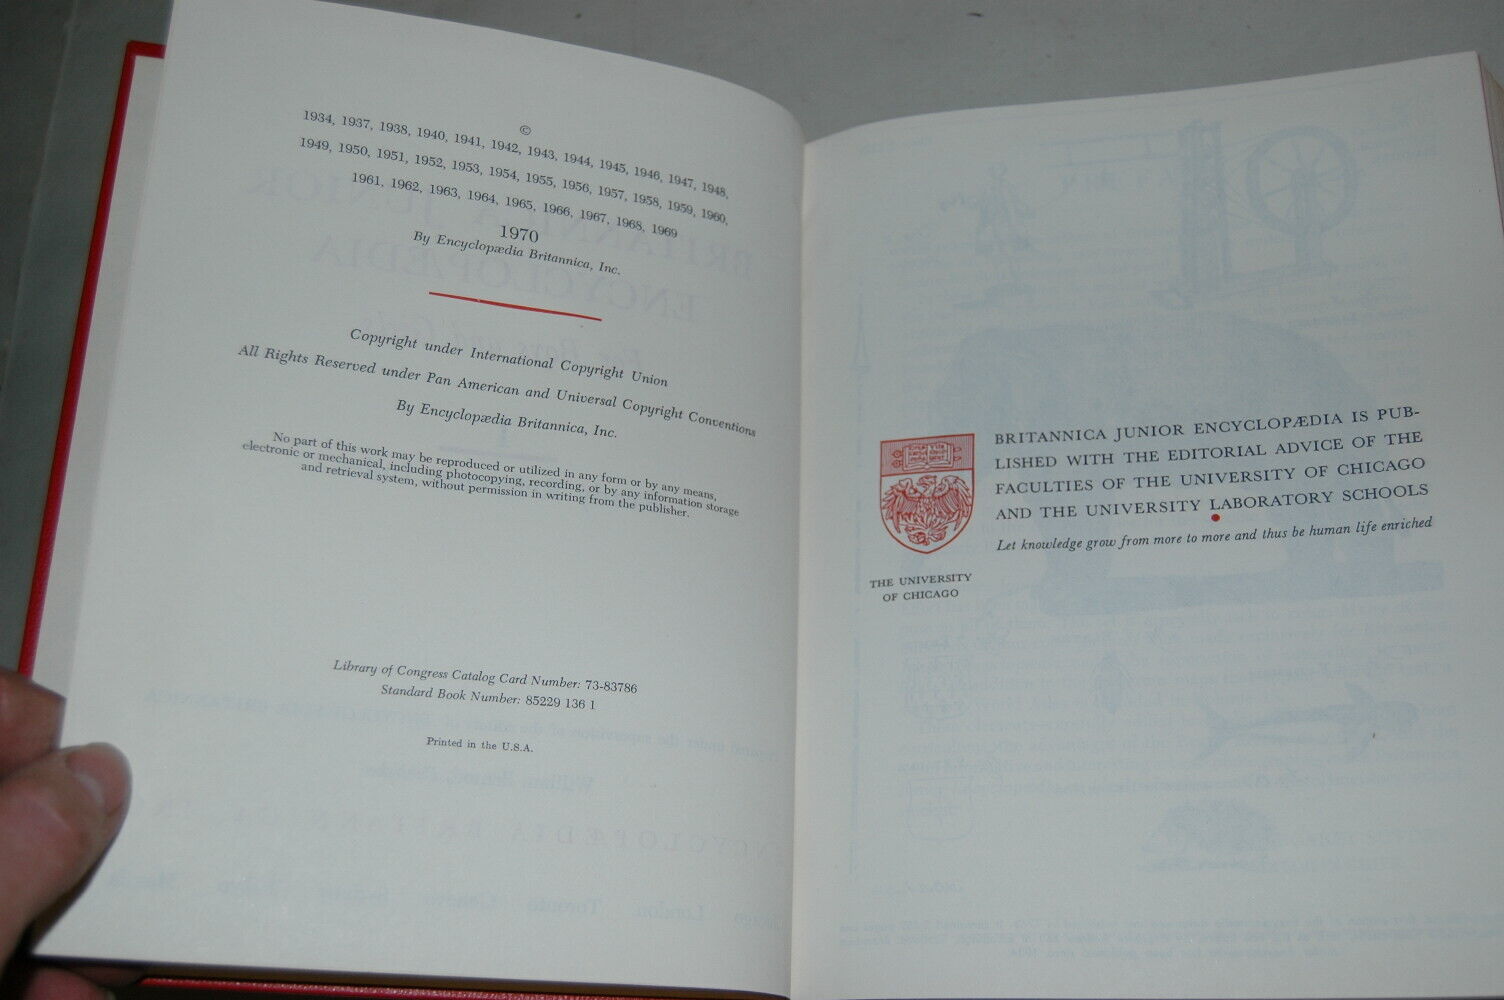 ©
1934, 1937, 1938, 1940, 1941, 1942, 1943, 1944, 1945, 1946, 1947, 1948,
1949, 1950, 1951, 1952, 1953, 1954, 1955, 1956, 1957, 1958, 1959, 1960,
1961, 1962, 1963, 1964, 1965, 1966, 1967, 1968, 1969
1970
By Encyclopædia Britannica, Inc.
Copyright under International Copyright Union
All Rights Reserved under Pan American and Universal Copyright Conventions
By Encyclopædia Britannica, Inc.
No part of this work may be reproduced or utilized in any form or by any means,
electronic or mechanical, including photocopying, recording, or by any information storage
and retrieval system, without permission in writing from the publisher.
Library of Congress Catalog Card Number: 73-83786
Standard Book Number: 85229 136 1
Printed in the U.S.A.
BRITANNICA JUNIOR ENCYCLOPÆDIA IS PUB-
LISHED WITH THE EDITORIAL ADVICE OF THE
FACULTIES OF THE UNIVERSITY OF CHICAGO
AND THE UNIVERSITY LABORATORY SCHOOLS
Let knowledge grow from more to more and thus be human life enriched
THE UNIVERSITY
OF CHICAGO